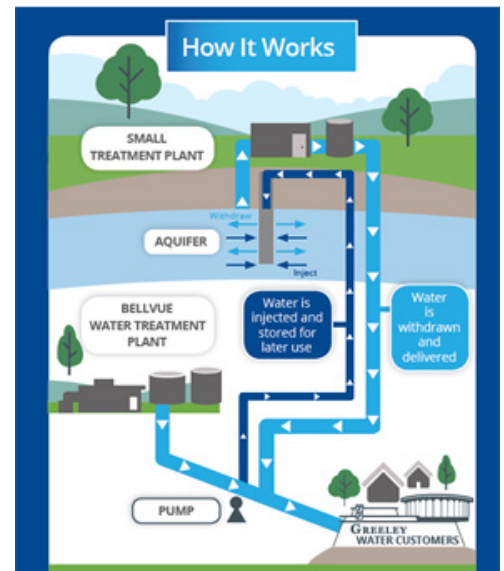 How It Works
SMALL
TREATMENT PLANT
Withdraw
AQUIFER
Inject
BELLVUE
WATER TREATMENT
PLANT
Water is
injected and
stored for
later use
Water
is
withdrawn
and
delivered
PUMP
GREELEY
WATER CUSTOMERS